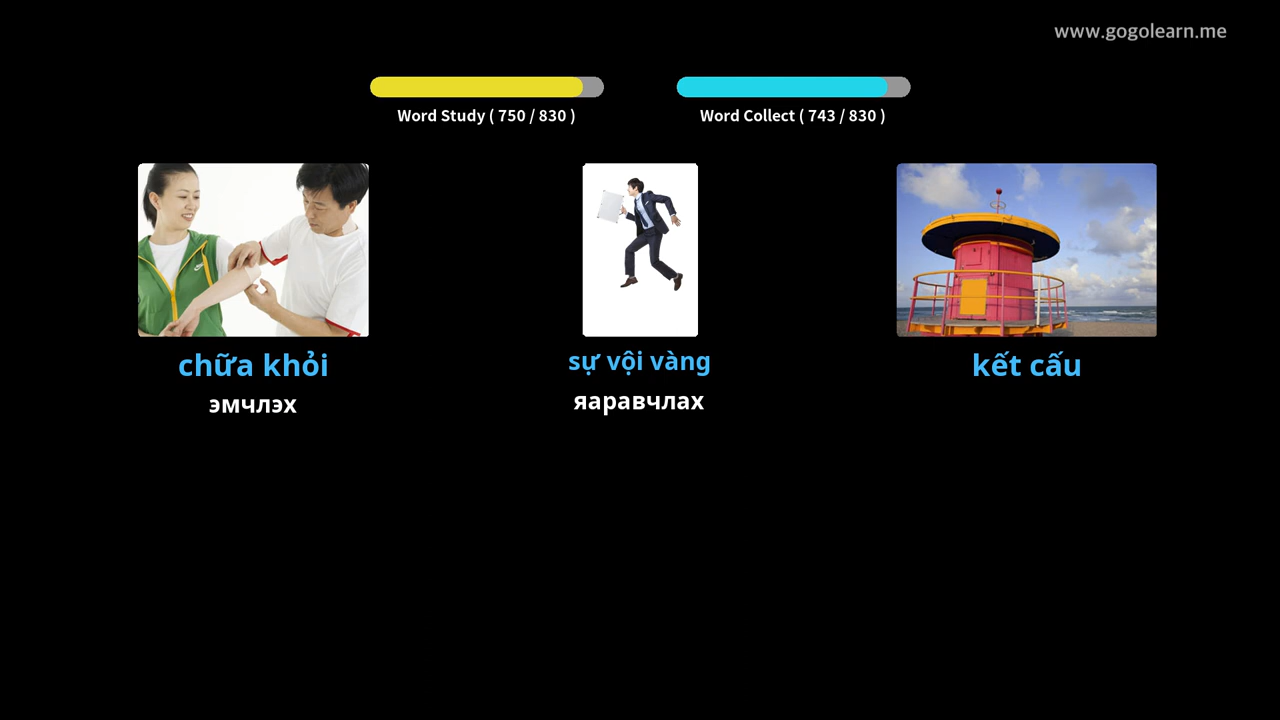 www.gogolearn.me
Word Study ( 750 / 830 )
Word Collect ( 743 / 830 )
chữa khỏi
эмчлэх
sự vội vàng
яаравчлах
kết cấu